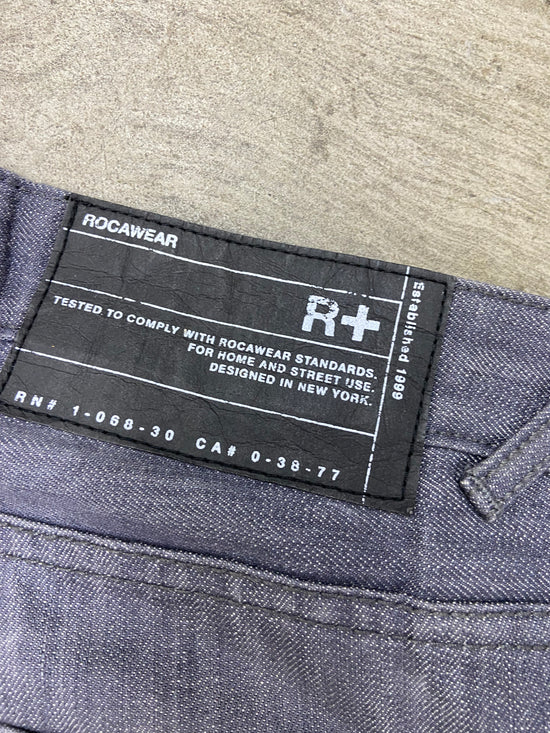 ROCAWEAR
R+
TESTED TO COMPLY WITH ROCAWEAR STANDARDS.
FOR HOME AND STREET USE.
DESIGNED IN NEW YORK.
RN# 1-068-30 CA# 0-38-77
Established 1999